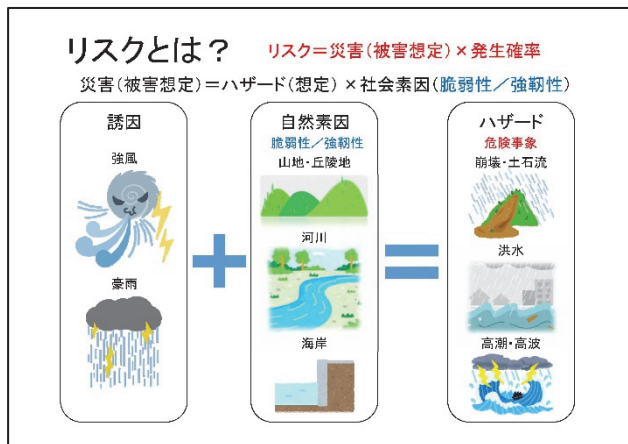 リスクとは？
リスク＝災害（被害想定）×発生確率
災害（被害想定）＝ハザード（想定）×社会素因（脆弱性／強靭性）
誘因
強風
豪雨
自然素因
脆弱性／強靭性
山地・丘陵地
河川
海岸
ハザード
危険事象
崩壊・土石流
洪水
高潮・高波